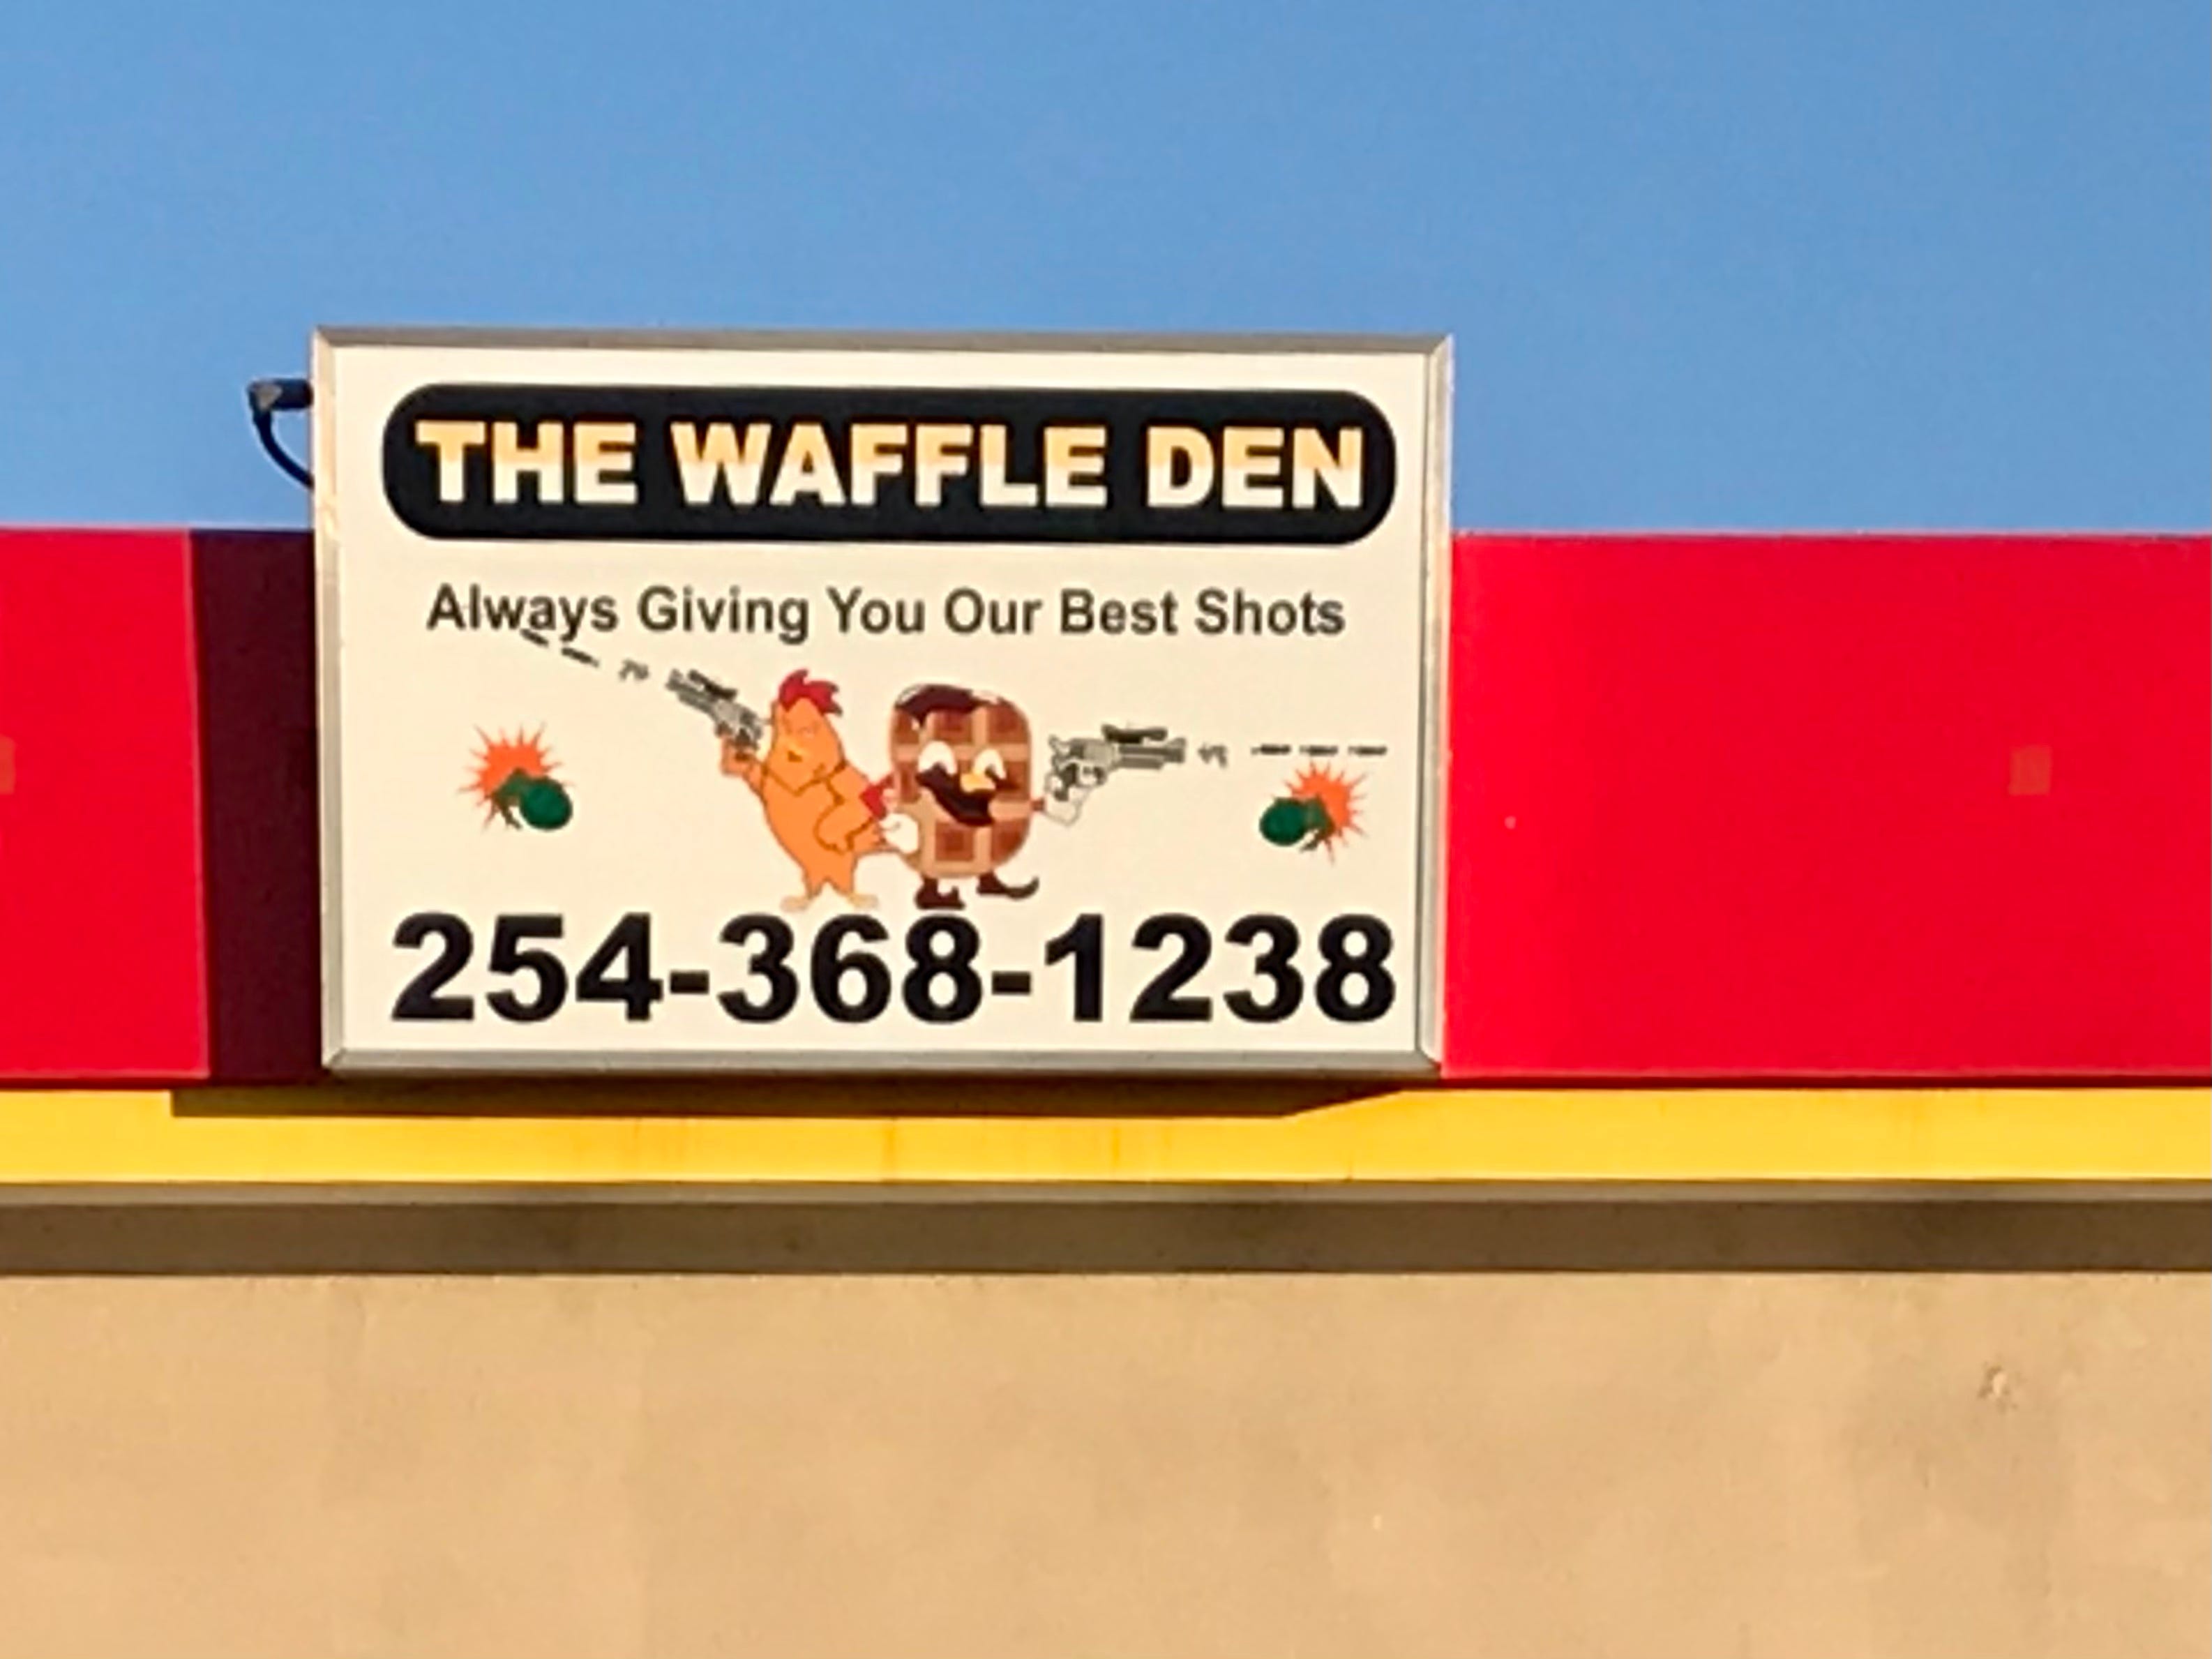 THE WAFFLE DEN
Always Giving You Our Best Shots
254-368-1238